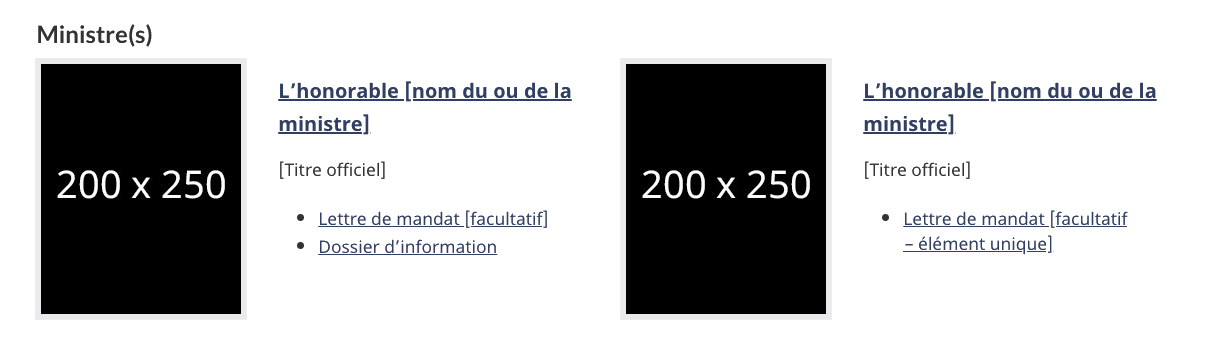 Ministre(s)
200 x 250
L’honorable [nom du ou de la
ministre]
[Titre officiel]
• Lettre de mandat [facultatif]
• Dossier d’information
200 x 250
L’honorable [nom du ou de la
ministre]
[Titre officiel]
• Lettre de mandat [facultatif
– élément unique]